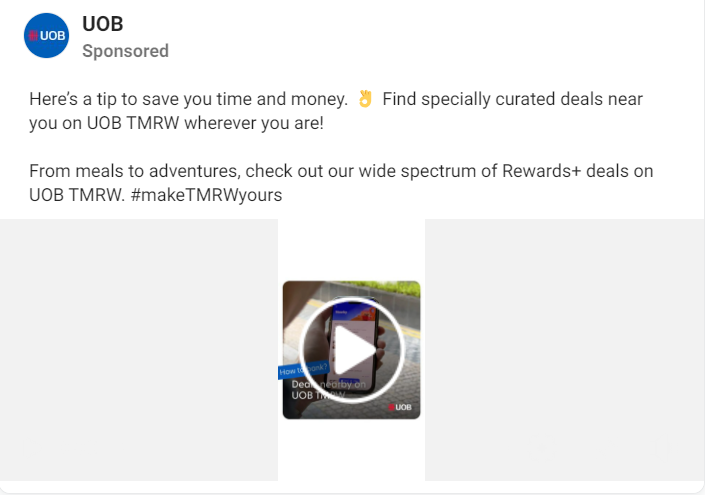 UOB
UOB
Sponsored
Here’s a tip to save you time and money. 👌 Find specially curated deals near
you on UOB TMRW wherever you are!
From meals to adventures, check out our wide spectrum of Rewards+ deals on
UOB TMRW. #makeTMRWyours
How to bank?
Deals nearby on
UOB TMRW
UOB